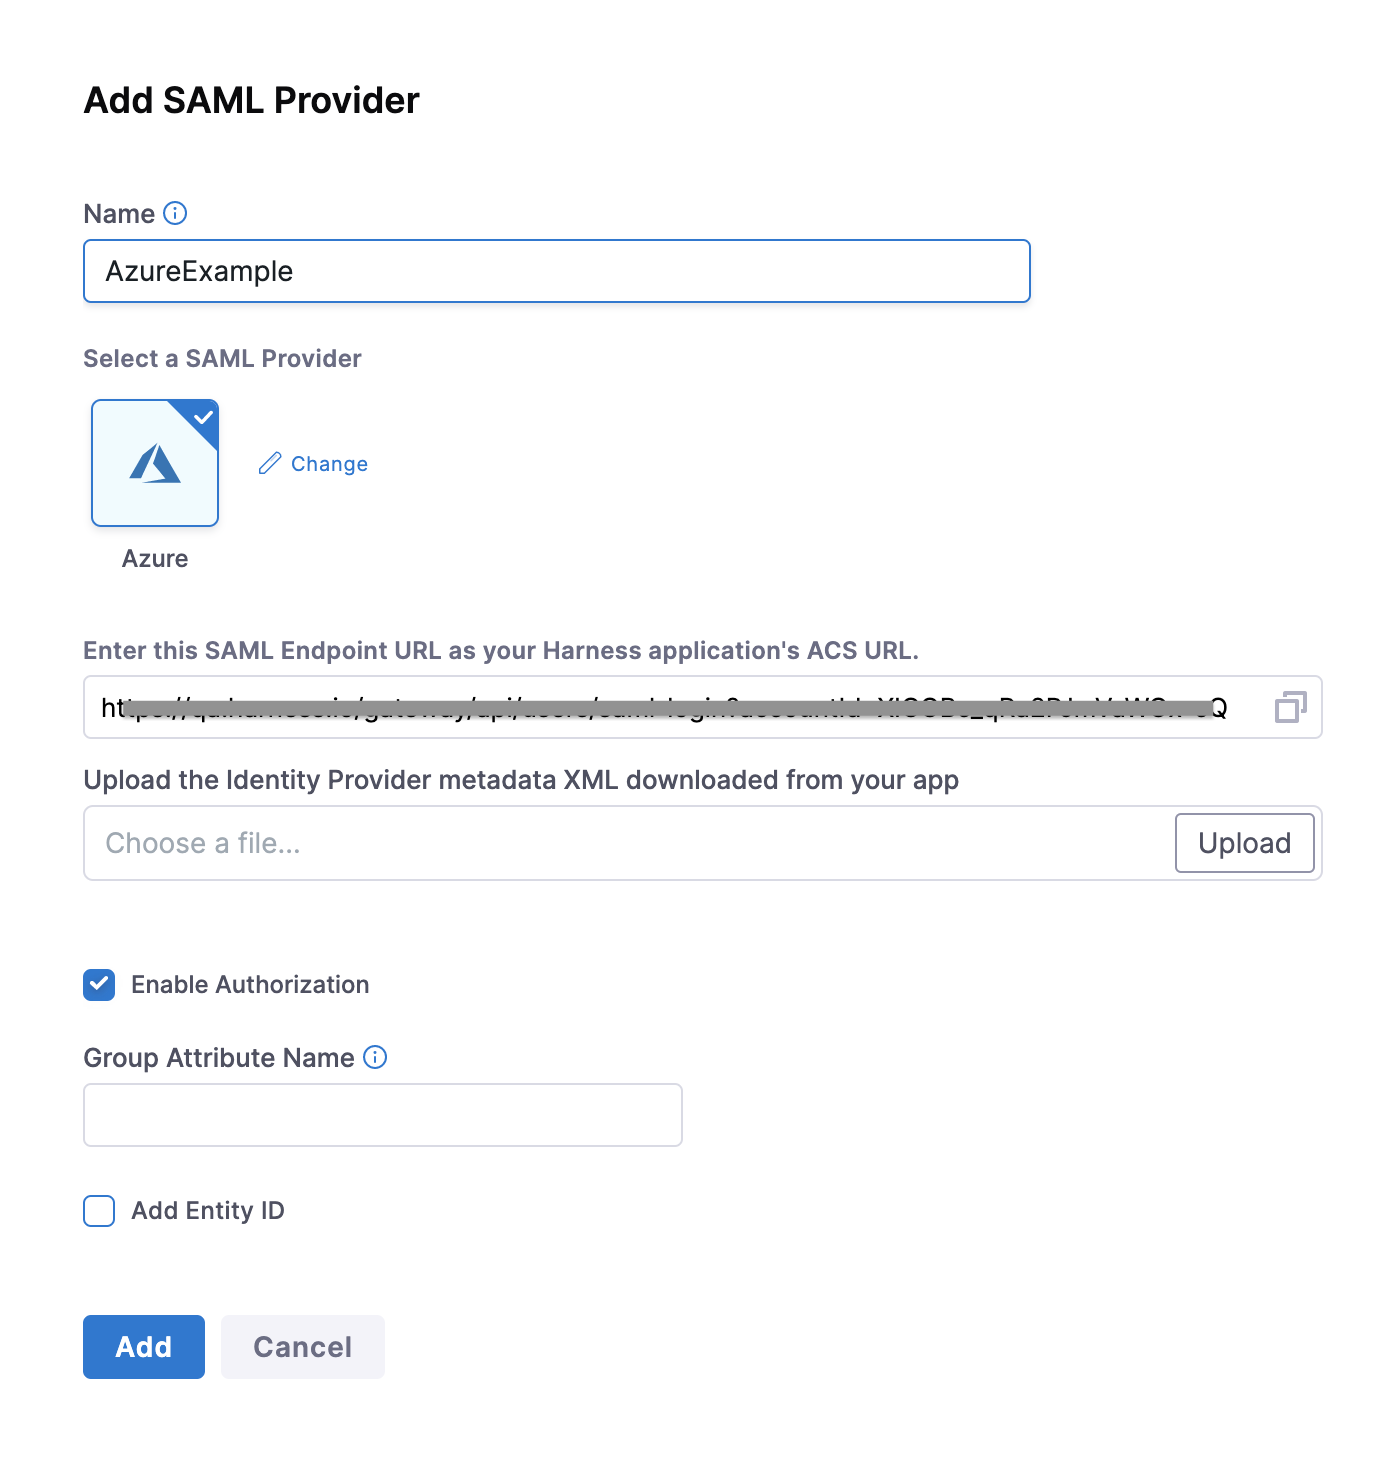 Add SAML Provider
Name
AzureExample
Select a SAML Provider
Change
Azure
Enter this SAML Endpoint URL as your Harness application's ACS URL.
Upload the Identity Provider metadata XML downloaded from your app
Choose a file...
Upload
Enable Authorization
Group Attribute Name
Add Entity ID
Add
Cancel